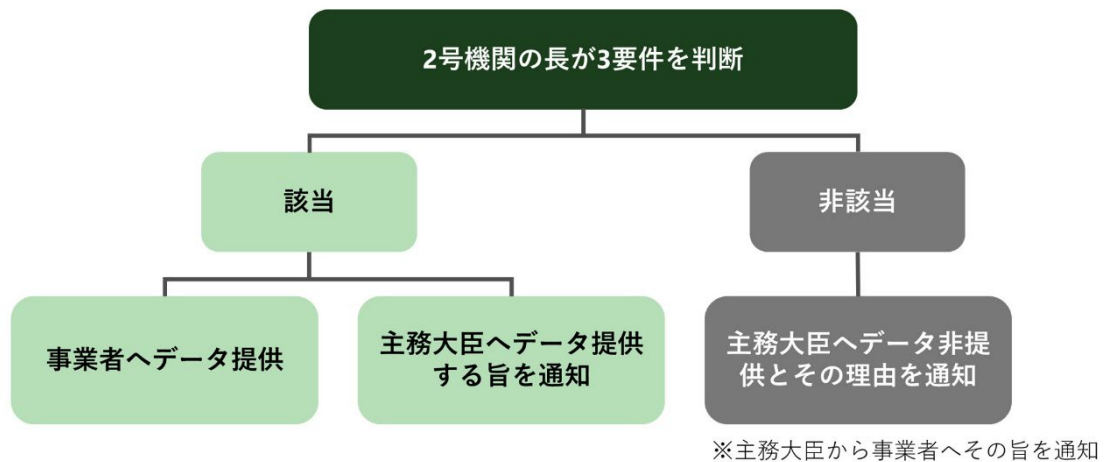 2号機関の長が3要件を判断
該当
非該当
事業者へデータ提供
主務大臣へデータ提供
する旨を通知
主務大臣へデータ非提
供とその理由を通知
※主務大臣から事業者へその旨を通知